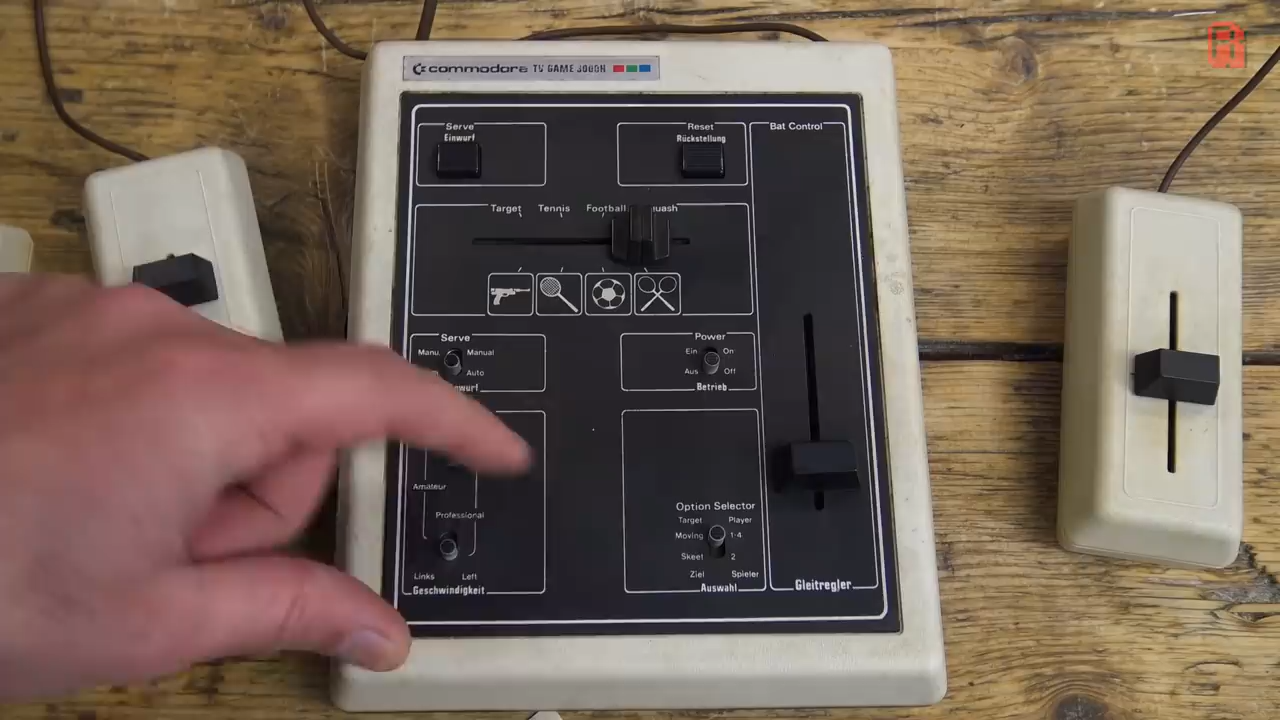 commodore TV GAME 3000H
Serve
Einwurf
Reset
Rückstellung
Bat Control
Target Tennis Football
Serve
Manual
Auto
Power
Ein On
Aus Off
Betrieb
Amateur
Professional
Links Left
Geschwindigkeit
Option Selector
Target Player
Moving 1-4
Skeet 2
Ziel Spieler
Auswahl
Gleitregler